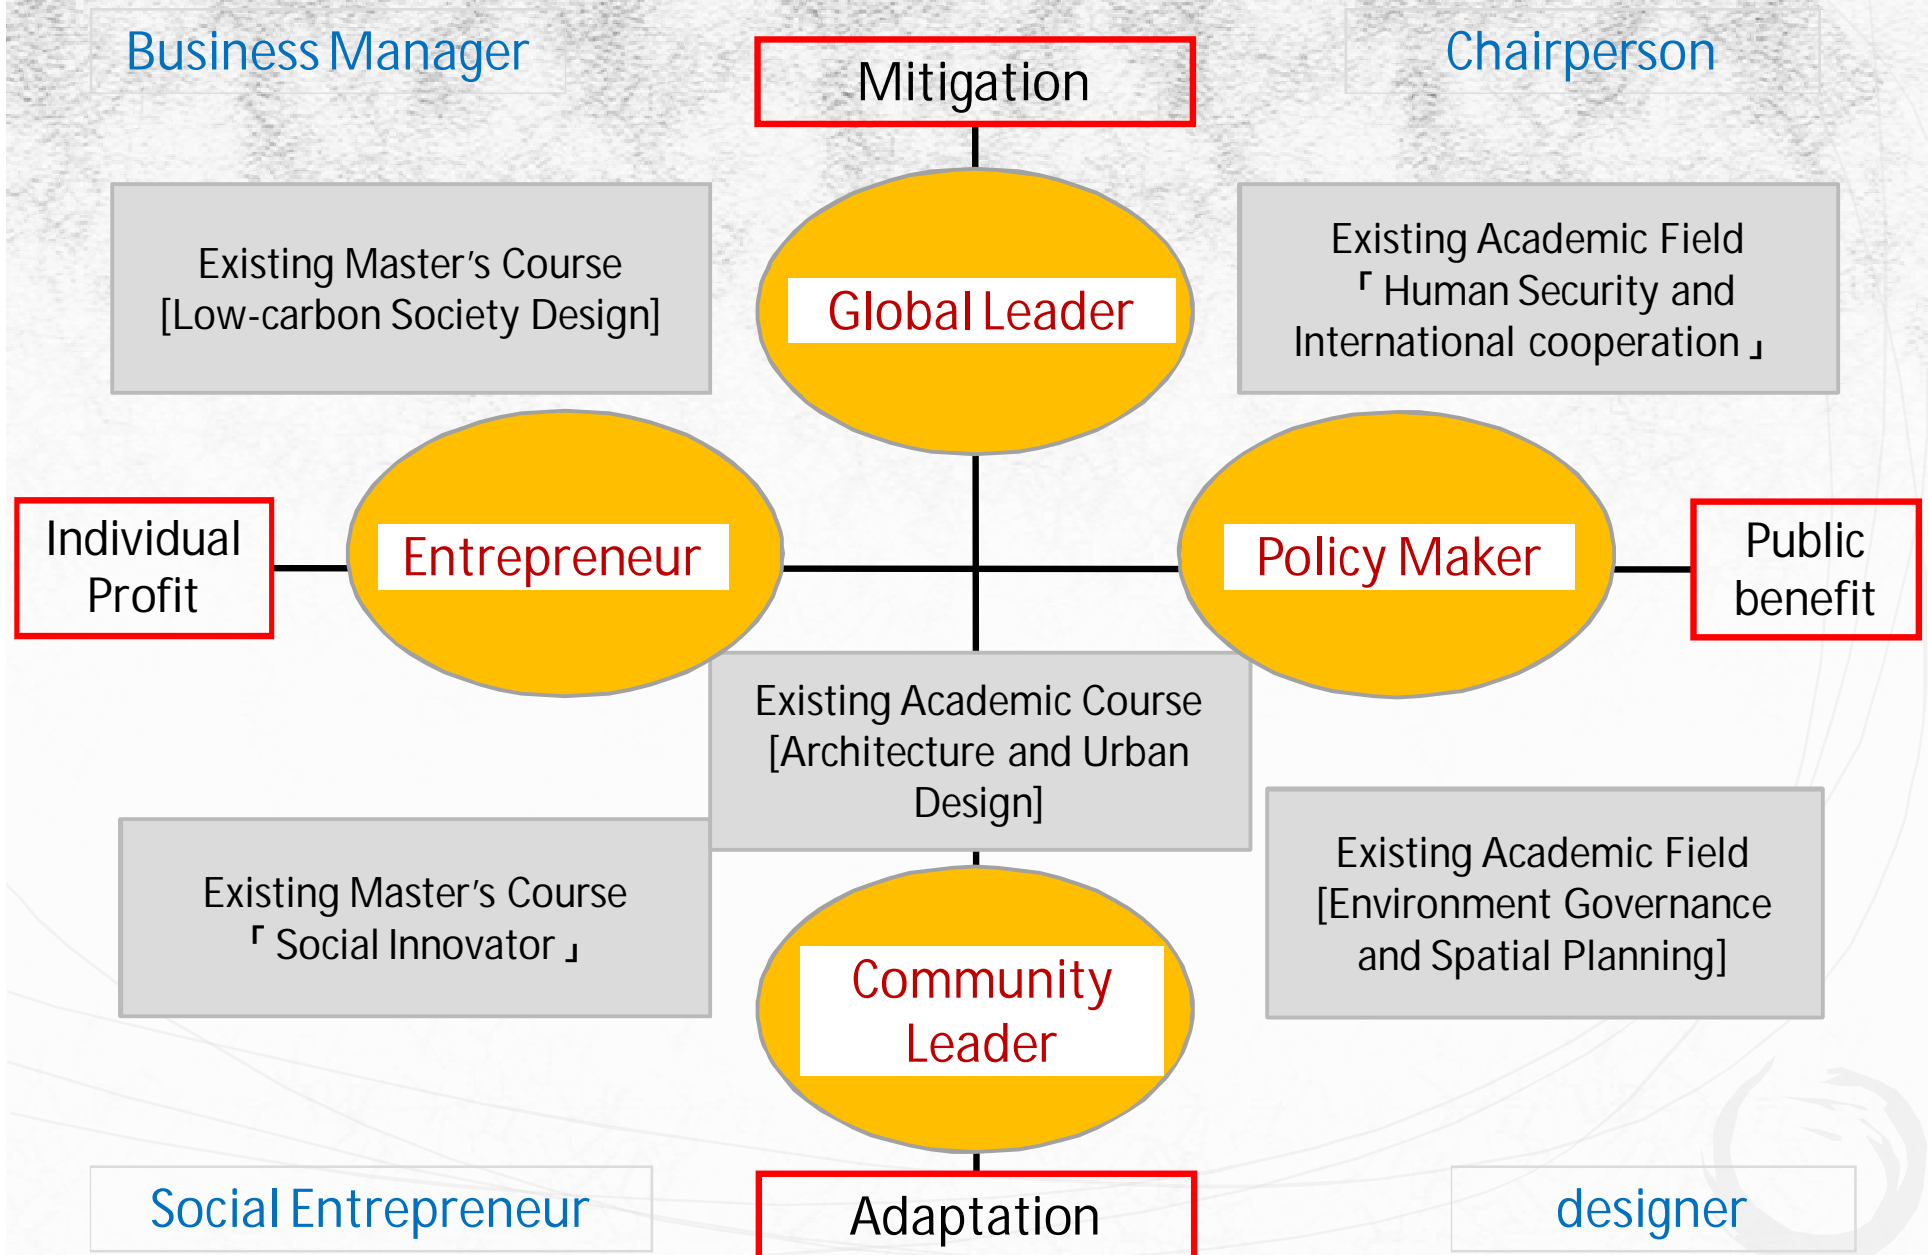 Business Manager
Mitigation
Chairperson
Existing Master's Course
[Low-carbon Society Design]
Global Leader
Existing Academic Field
「 Human Security and
International cooperation 」
Individual
Profit
Entrepreneur
Policy Maker
Public
benefit
Existing Academic Course
[Architecture and Urban
Design]
Existing Master's Course
「 Social Innovator 」
Community
Leader
Existing Academic Field
[Environment Governance
and Spatial Planning]
Social Entrepreneur
Adaptation
designer